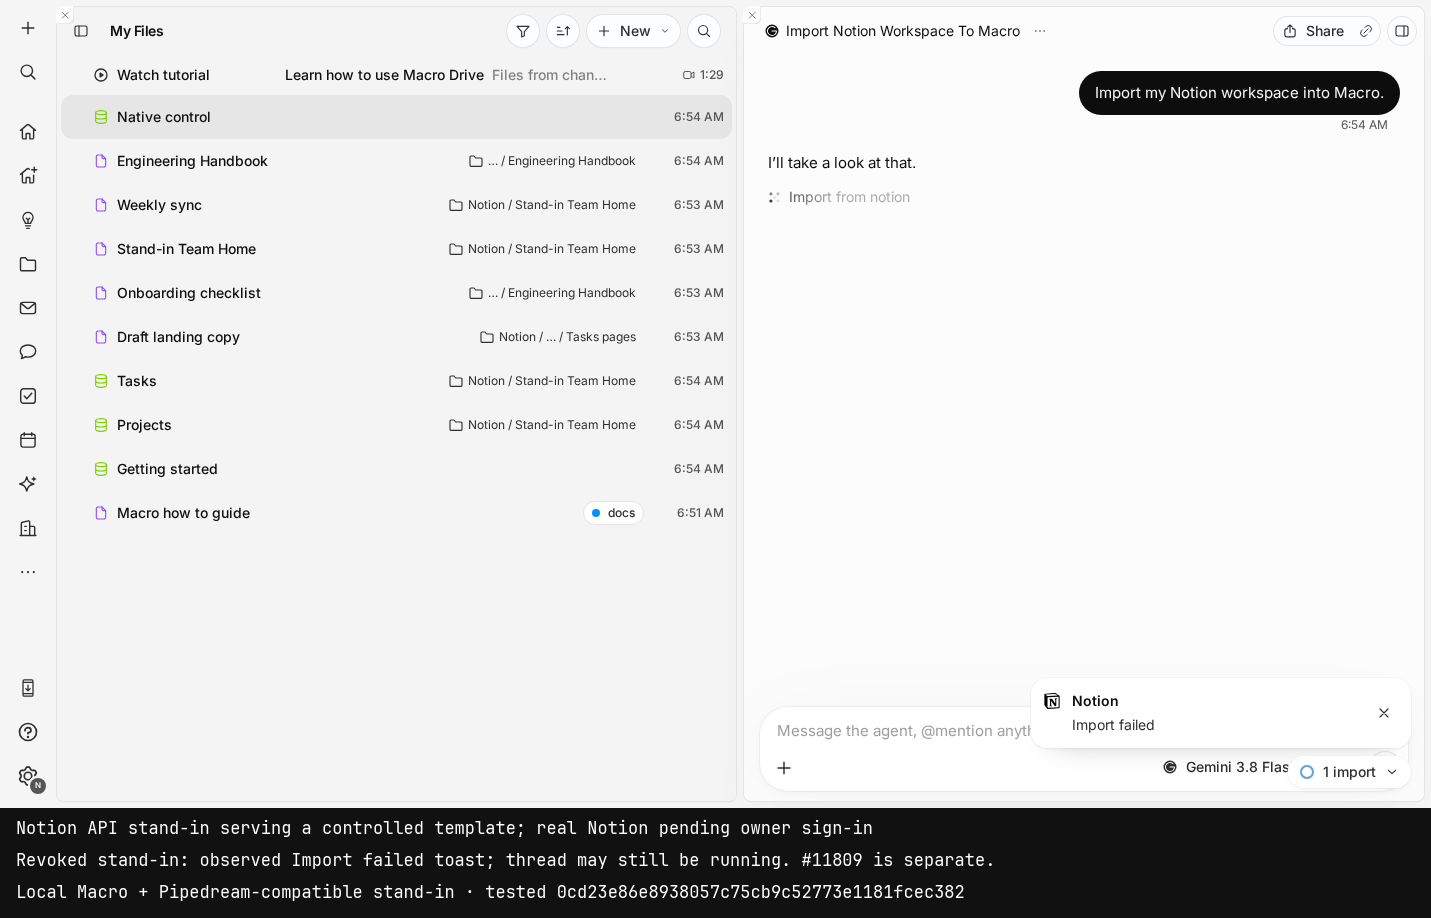 My Files
New
Watch tutorial Learn how to use Macro Drive Files from chan... 1:29
Native control 6:54 AM
Engineering Handbook ... / Engineering Handbook 6:54 AM
Weekly sync Notion / Stand-in Team Home 6:53 AM
Stand-in Team Home Notion / Stand-in Team Home 6:53 AM
Onboarding checklist ... / Engineering Handbook 6:53 AM
Draft landing copy Notion / ... / Tasks pages 6:53 AM
Tasks Notion / Stand-in Team Home 6:54 AM
Projects Notion / Stand-in Team Home 6:54 AM
Getting started 6:54 AM
Macro how to guide docs 6:51 AM
N
Import Notion Workspace To Macro ...
Share
Import my Notion workspace into Macro.
6:54 AM
I'll take a look at that.
Import from notion
Notion
Import failed
Message the agent, @mention anyth
Gemini 3.8 Flas
1 import
Notion API stand-in serving a controlled template; real Notion pending owner sign-in
Revoked stand-in: observed Import failed toast; thread may still be running. #11809 is separate.
Local Macro + Pipedream-compatible stand-in · tested 0cd23e86e8938057c75cb9c52773e1181fcec382